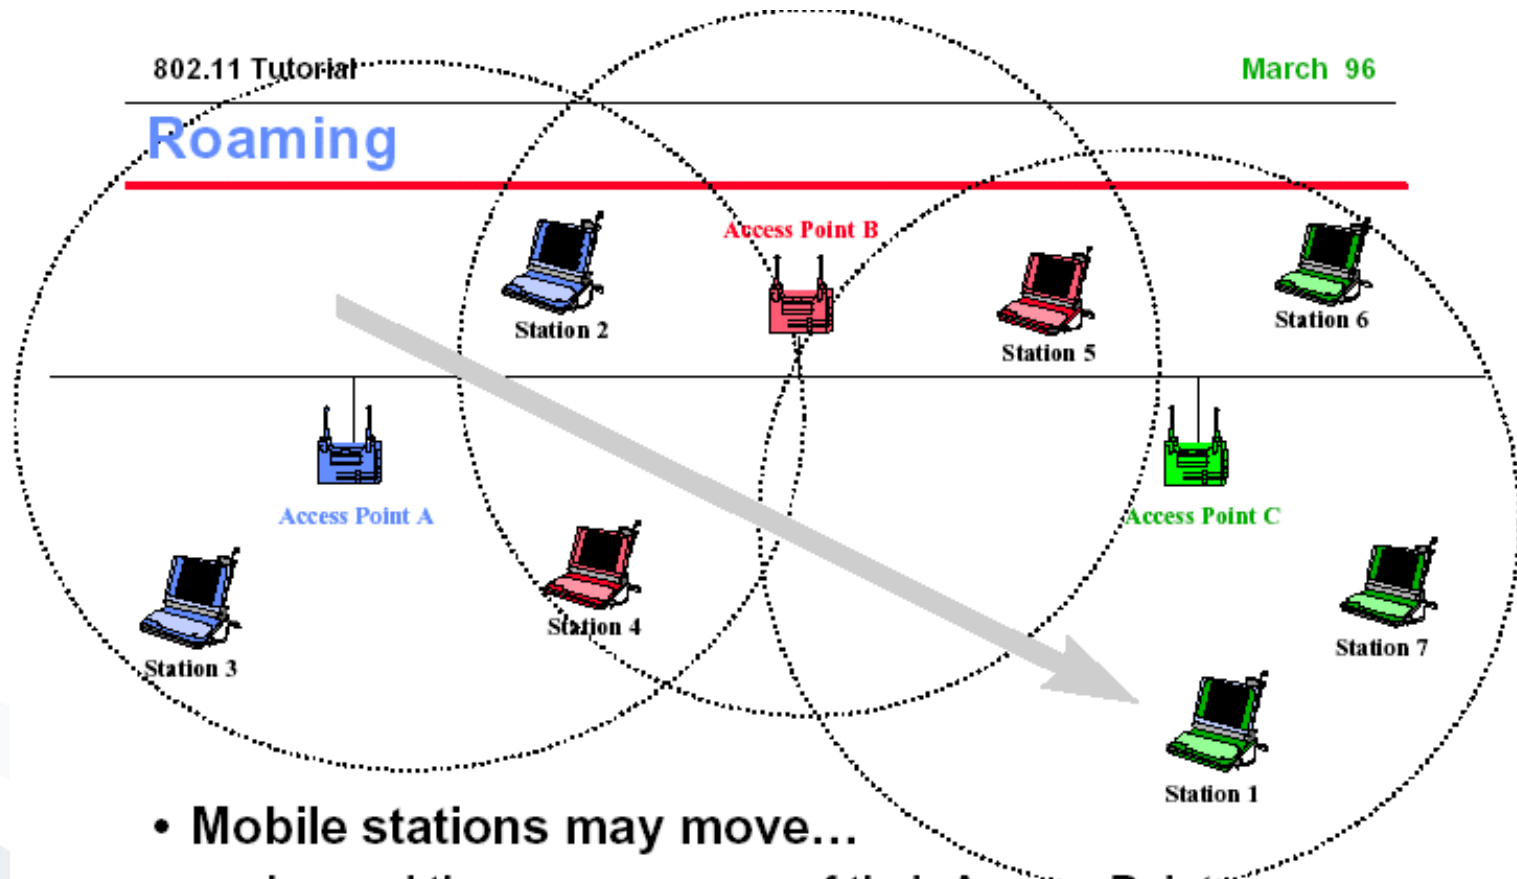 802.11 Tutorial
March 96
Roaming
Access Point B
Station 2
Station 5
Station 6
Access Point A
Access Point C
Station 3
Station 4
Station 7
Station 1
• Mobile stations may move...